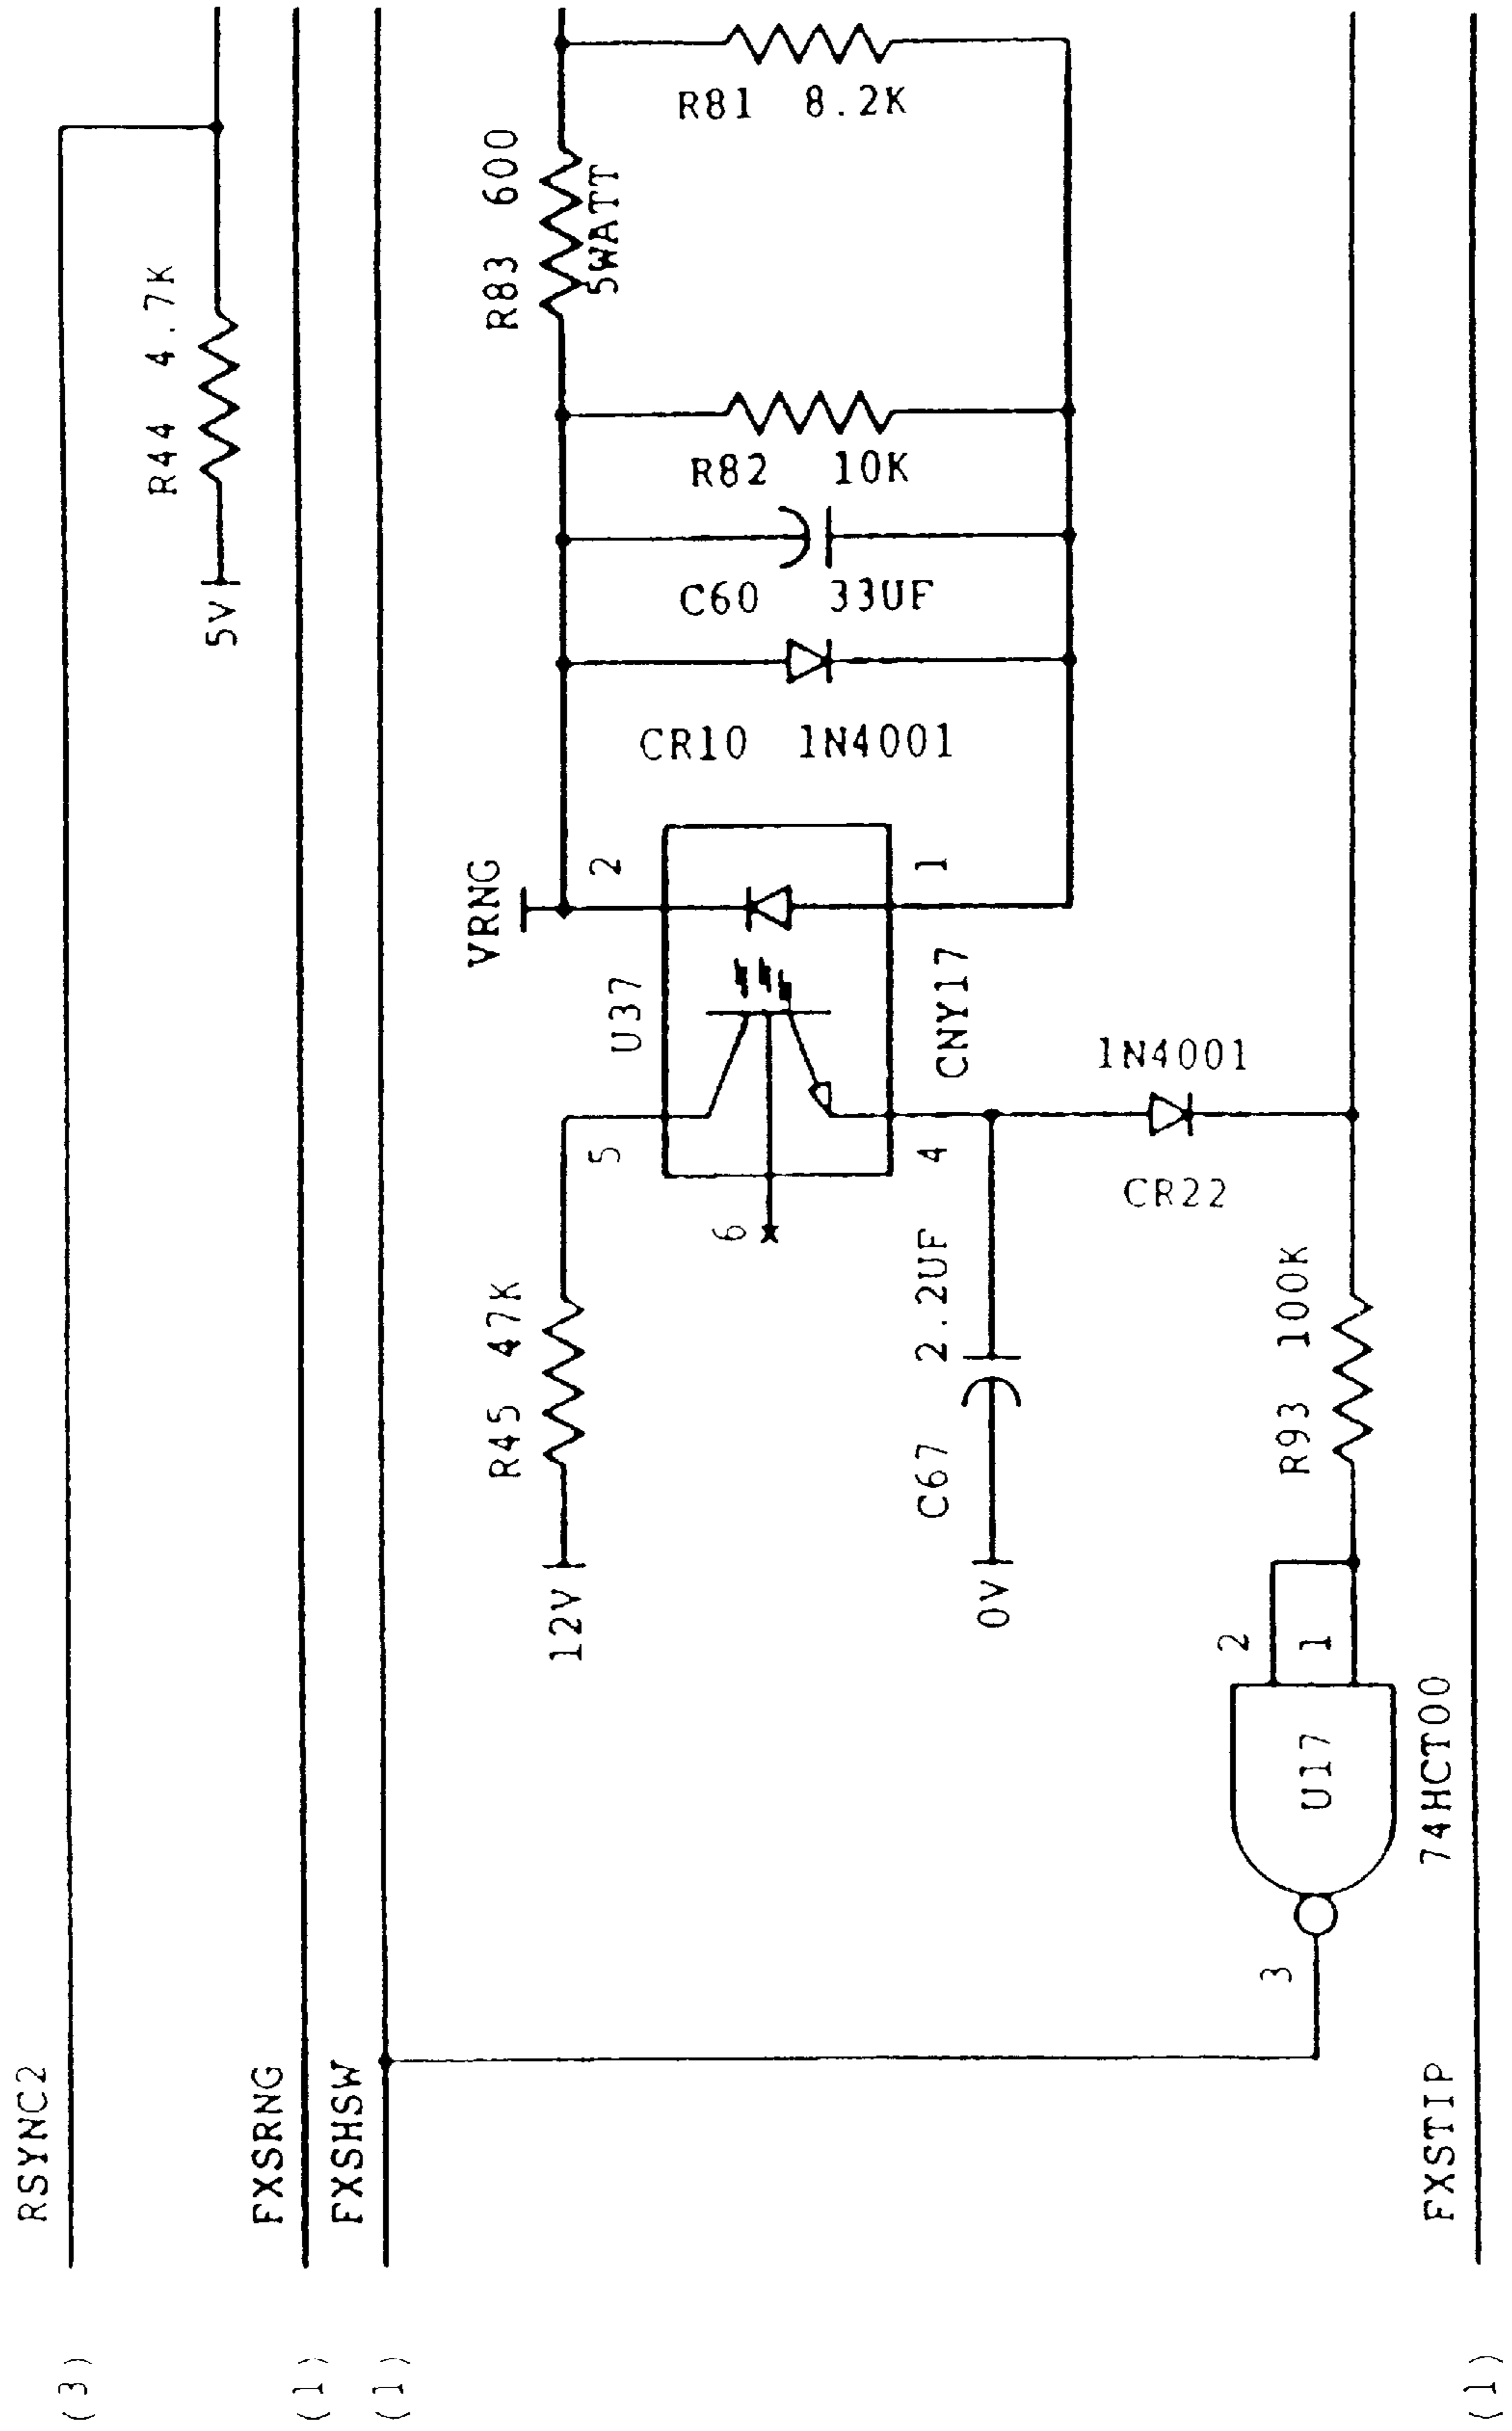 RSYNC2
(3)
R44 4.7K
5V
FXSRNG
(1)
FXSHSW
(1)
R81 8.2K
R83 600
5WATT
R82 10K
C60 33UF
CR10 1N4001
VRNG
2
1
U37
CNY17
5
4
6
1N4001
CR22
R45 47K
12V
C67 2.2UF
0V
R93 100K
2
1
U17
74HCT00
3
FXSTIP
(1)